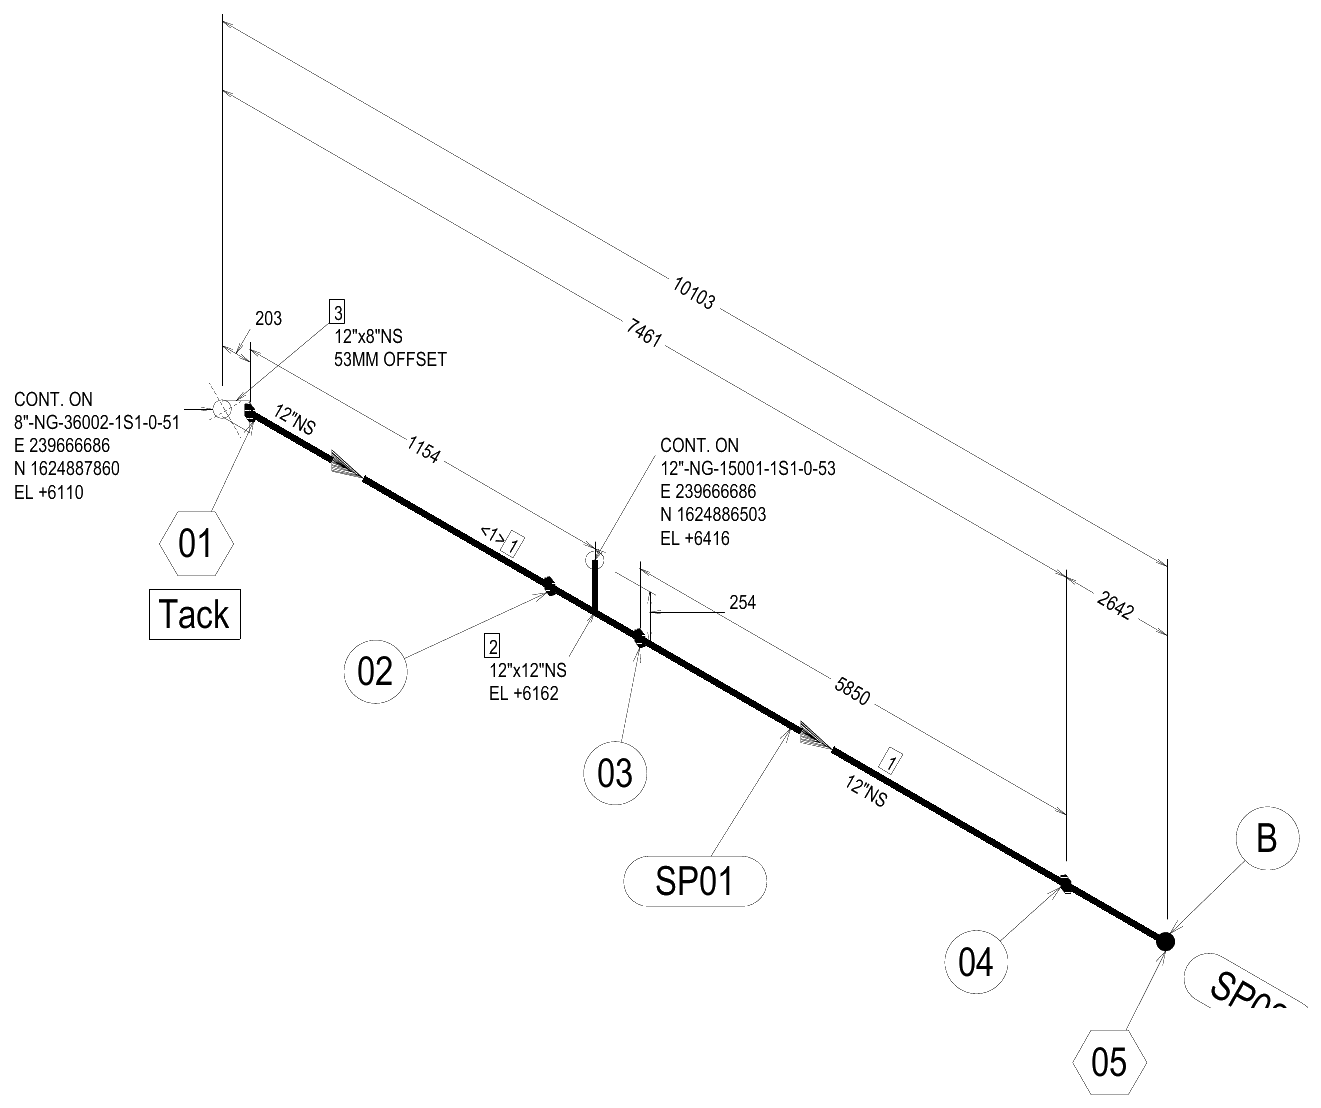 10103
7461
203
3
12"x8"NS
53MM OFFSET
CONT. ON
8"-NG-36002-1S1-0-51
E 239666686
N 1624887860
EL +6110
12"NS
1154
CONT. ON
12"-NG-15001-1S1-0-53
E 239666686
N 1624886503
EL +6416
01
Tack
<1> 1
254
2642
02
2
12"x12"NS
EL +6162
5850
03
1
12"NS
SP01
B
04
05